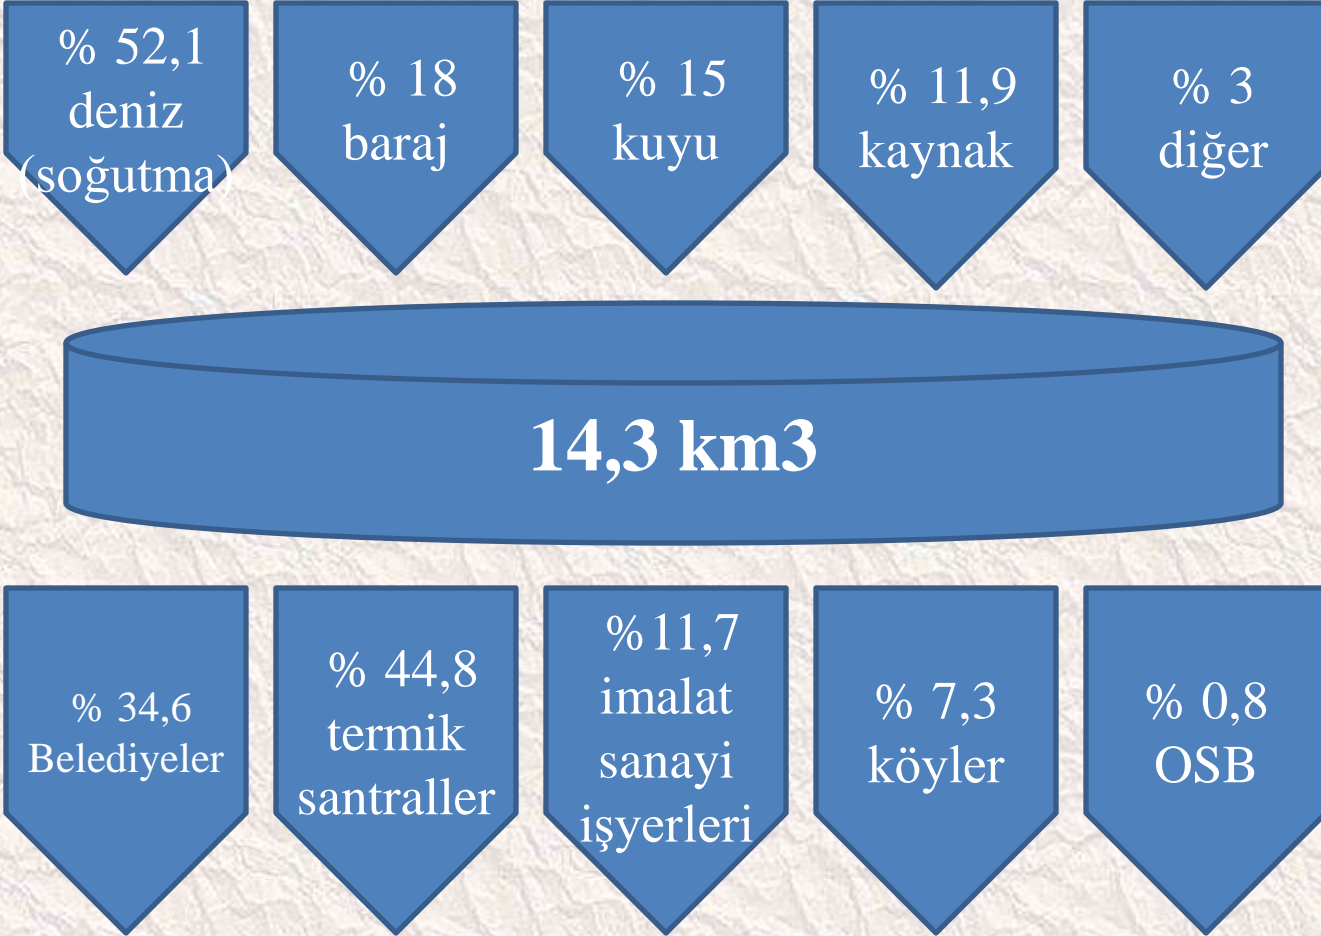 % 52,1
deniz
(soğutma)
% 18
baraj
% 15
kuyu
% 11,9
kaynak
% 3
diğer
14,3 km3
% 34,6
Belediyeler
% 44,8
termik
santraller
%11,7
imalat
sanayi
işyerleri
% 7,3
köyler
% 0,8
OSB